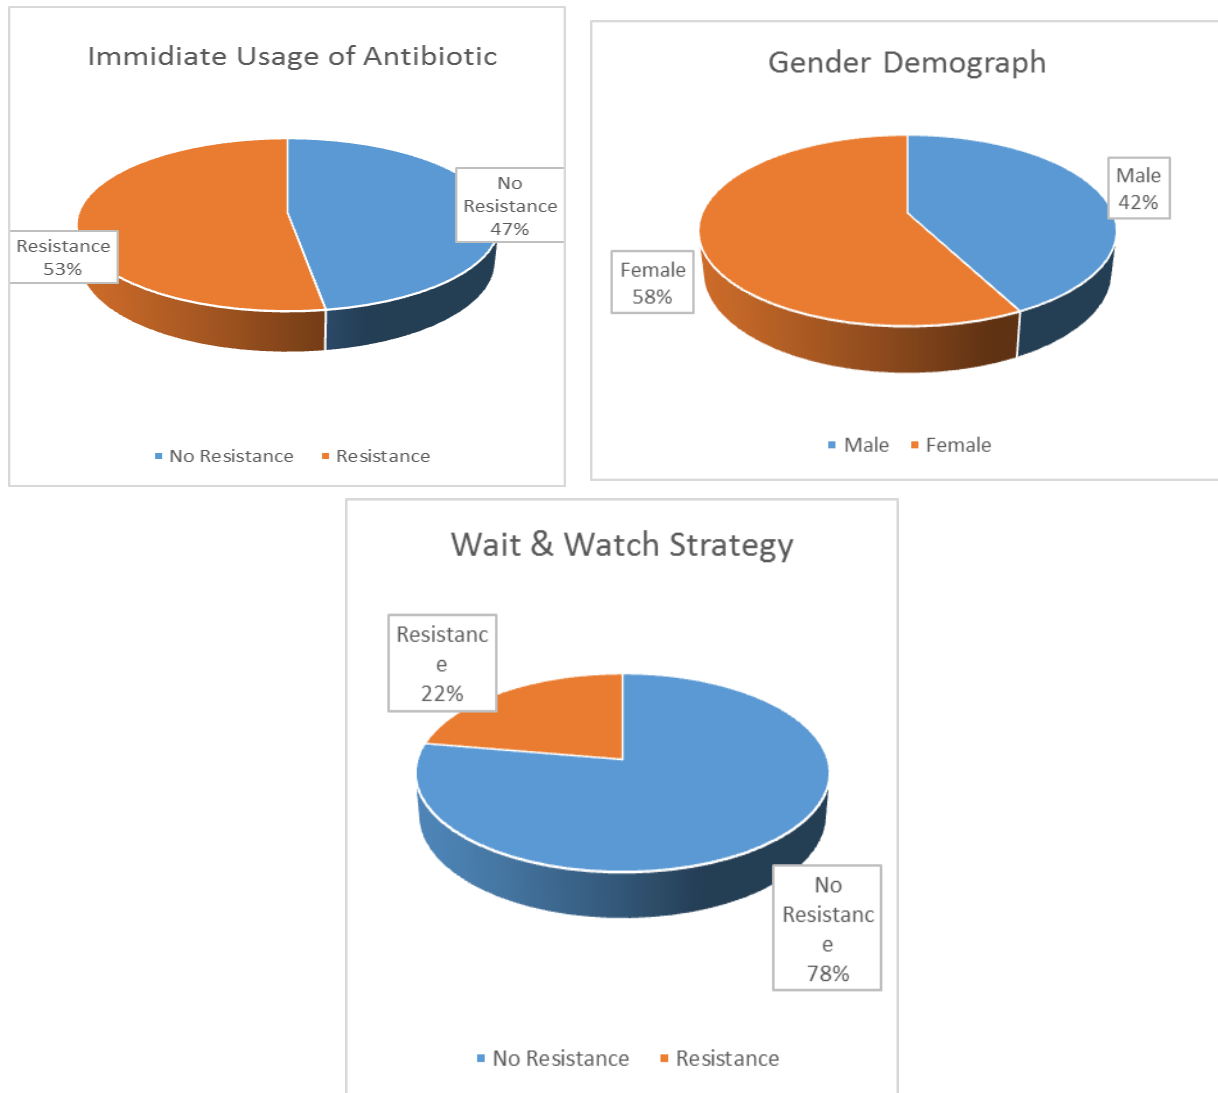 Immidiate Usage of Antibiotic
No
Resistance
47%
Resistance
53%
No Resistance
Resistance
Gender Demograph
Male
42%
Female
58%
Male
Female
Wait & Watch Strategy
Resistanc
e
22%
No
Resistanc
e
78%
No Resistance
Resistance